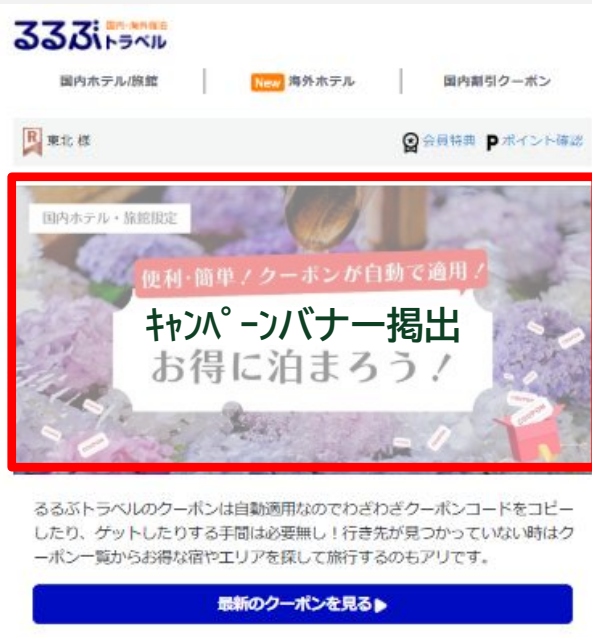 るるぶトラベル 国内・海外宿泊
国内ホテル/旅館 New 海外ホテル 国内割引クーポン
R 東北 様 会員特典 P ポイント確認
国内ホテル・旅館限定
便利・簡単！クーポンが自動で適用！
ｷｬﾝﾍﾟｰﾝバナー掲出
お得に泊まろう！
COUPON
るるぶトラベルのクーポンは自動適用なのでわざわざクーポンコードをコピー
したり、ゲットしたりする手間は必要無し！行き先が見つかっていない時はク
ーポン一覧からお得な宿やエリアを探して旅行するのもアリです。
最新のクーポンを見る▶